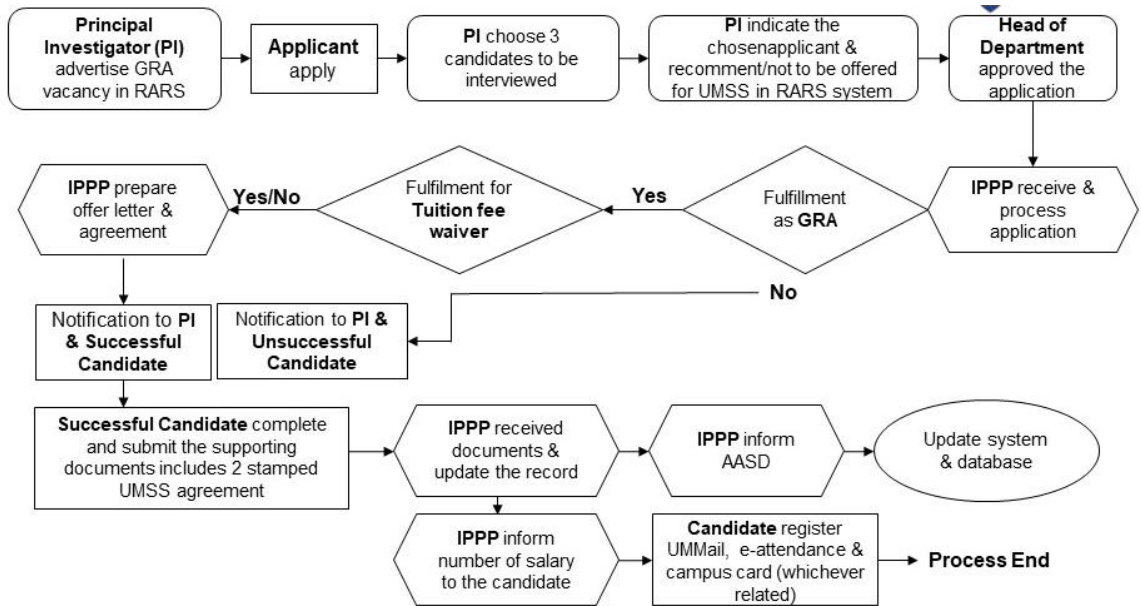 Principal
Investigator (PI)
advertise GRA
vacancy in RARS
Applicant
apply
PI choose 3
candidates to be
interviewed
PI indicate the
chosenapplicant &
recomment/not to be offered
for UMSS in RARS system
Head of
Department
approved the
application
IPPP receive &
process
application
Fulfillment
as GRA
Yes
Fulfilment for
Tuition fee
waiver
Yes/No
IPPP prepare
offer letter &
agreement
No
Notification to PI
& Successful
Candidate
Notification to PI &
Unsuccessful
Candidate
Successful Candidate complete
and submit the supporting
documents includes 2 stamped
UMSS agreement
IPPP received
documents &
update the record
IPPP inform
AASD
Update system
& database
IPPP inform
number of salary
to the candidate
Candidate register
UMMail, e-attendance &
campus card (whichever
related)
Process End